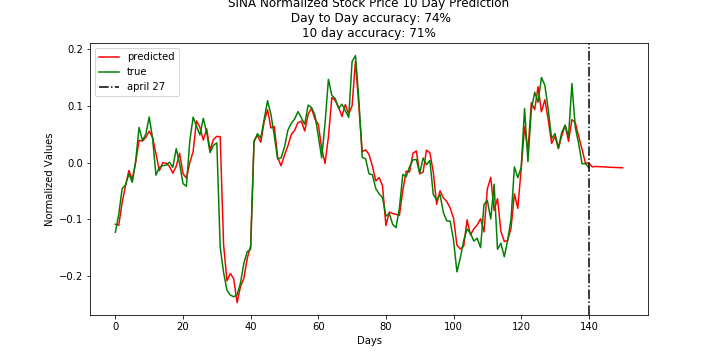 SINA Normalized Stock Price 10 Day Prediction
Day to Day accuracy: 74%
10 day accuracy: 71%
predicted
true
april 27
Normalized Values
0.2
0.1
0.0
−0.1
−0.2
0
20
40
60
80
100
120
140
Days